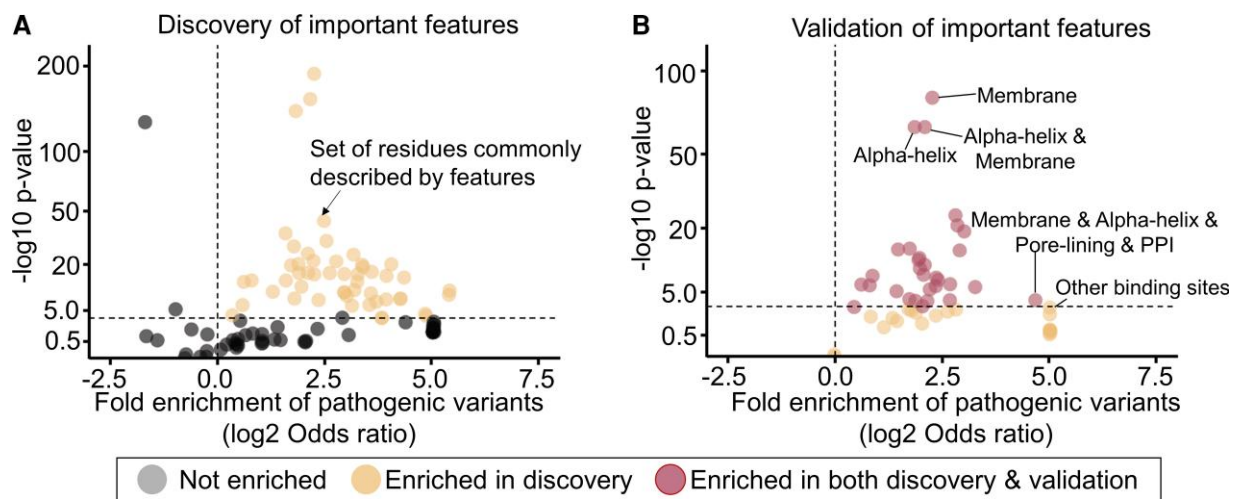 A
Discovery of important features
-log10 p-value
200
100
50
20
5.0
0.5
Set of residues commonly
described by features
-2.5
0.0
2.5
5.0
7.5
Fold enrichment of pathogenic variants
(log2 Odds ratio)
B
Validation of important features
-log10 p-value
100
50
20
5.0
0.5
Membrane
Alpha-helix
Alpha-helix &
Membrane
Membrane & Alpha-helix &
Pore-lining & PPI
Other binding sites
-2.5
0.0
2.5
5.0
7.5
Fold enrichment of pathogenic variants
(log2 Odds ratio)
Not enriched
Enriched in discovery
Enriched in both discovery & validation